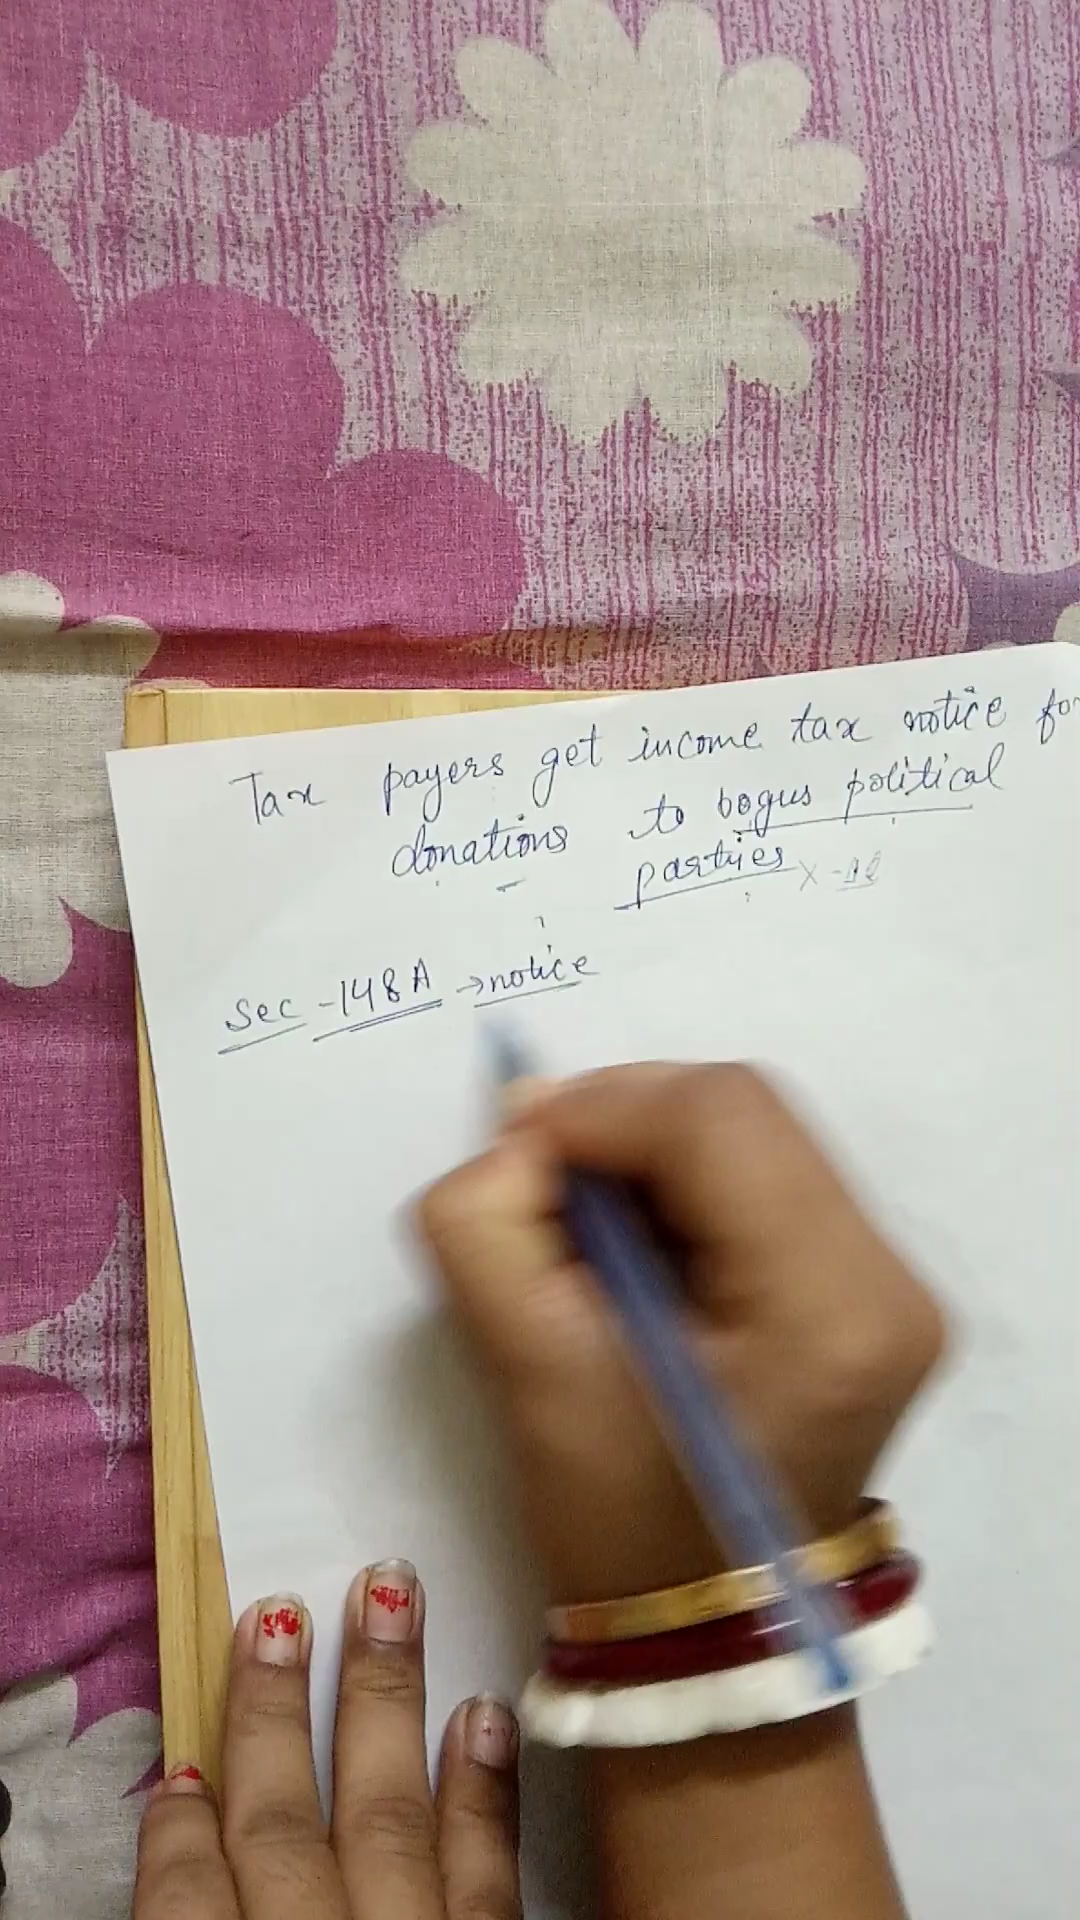 Tax payers get income tax notice for
donations to bogus political
parties X
Sec - 148A → notice